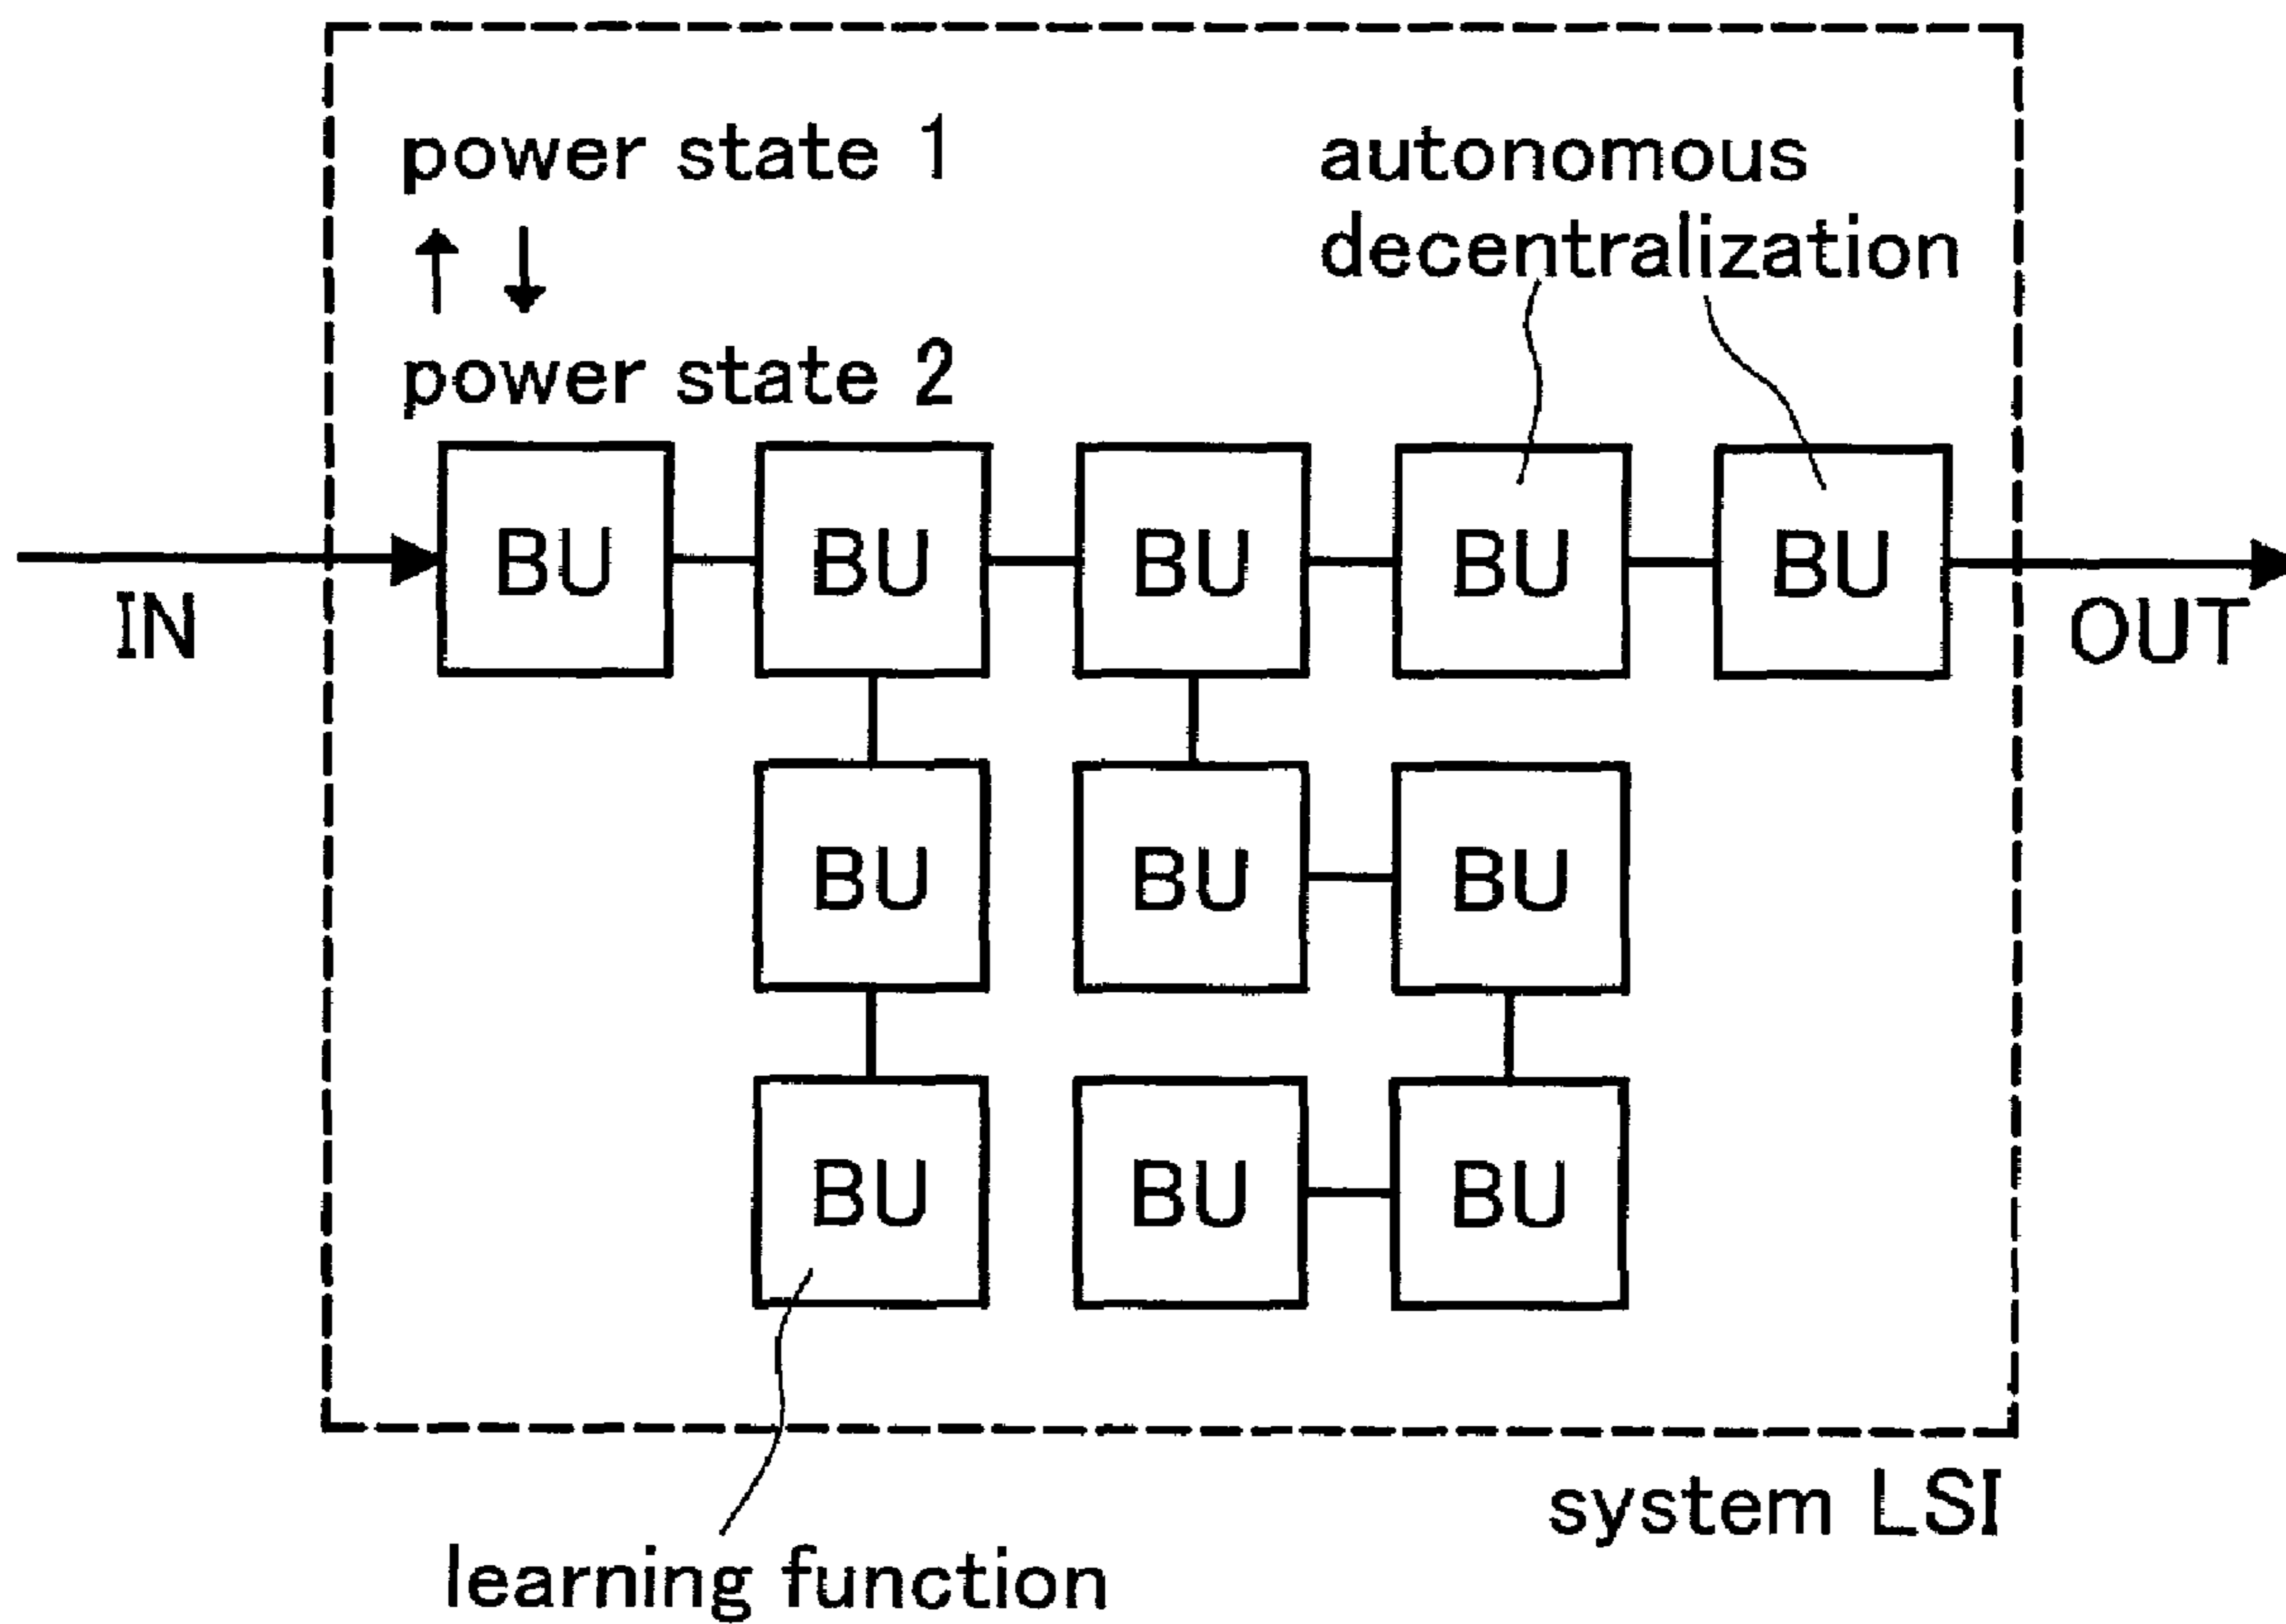 power state 1
power state 2
autonomous
decentralization
IN
BU BU BU BU BU
OUT
BU BU BU
BU BU BU
system LSI
learning function